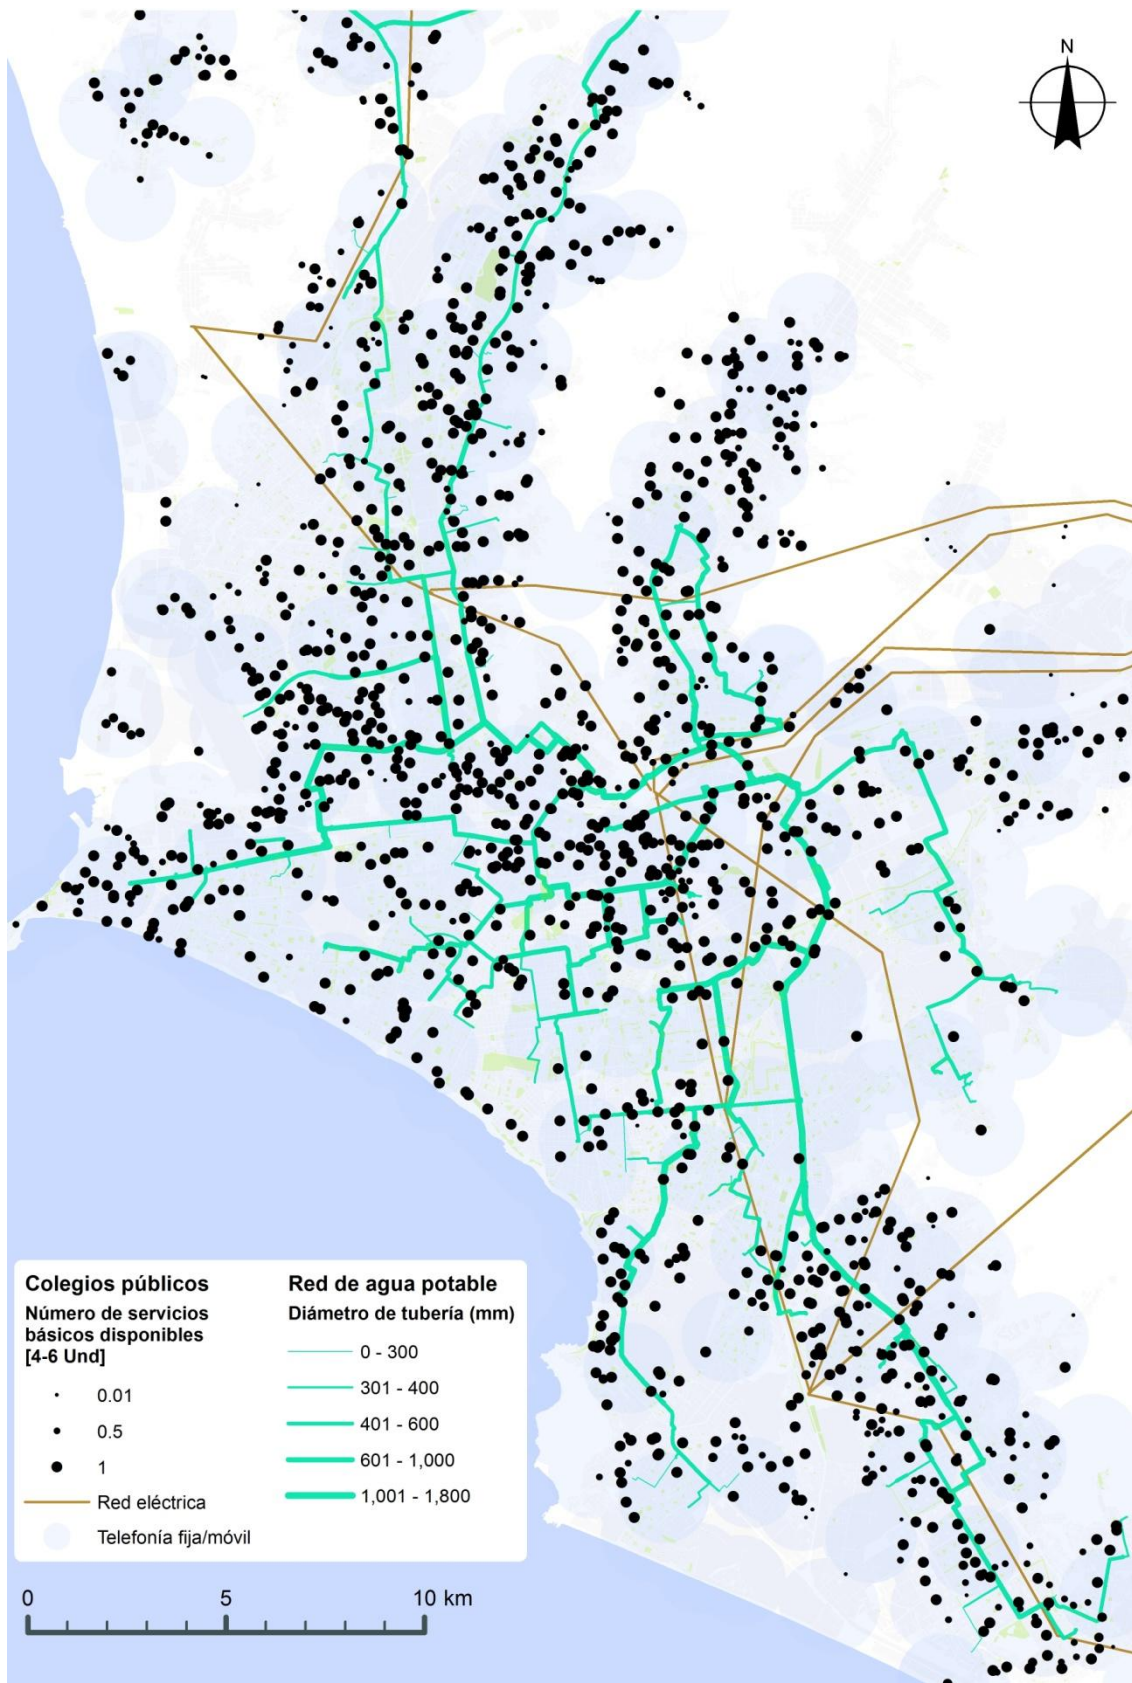 N
Colegios públicos
Número de servicios
básicos disponibles
[4-6 Und]
0.01
0.5
1
Red eléctrica
Telefonía fija/móvil
Red de agua potable
Diámetro de tubería (mm)
0 - 300
301 - 400
401 - 600
601 - 1,000
1,001 - 1,800
0 5 10 km